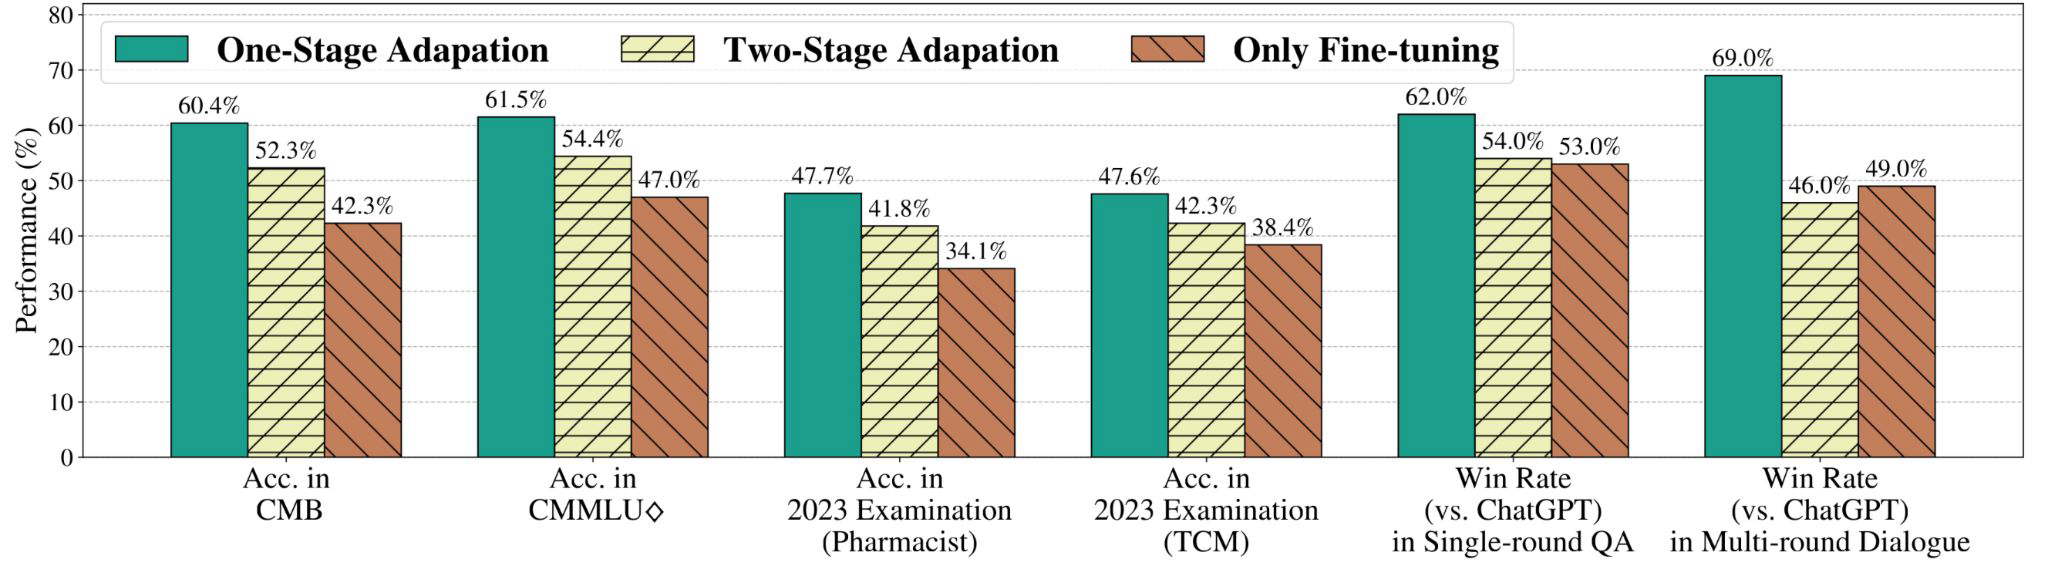 80
70
60
50
40
30
20
10
0
Performance (%)
One-Stage Adapation
Two-Stage Adapation
Only Fine-tuning
60.4%
52.3%
42.3%
61.5%
54.4%
47.0%
47.7%
41.8%
34.1%
47.6%
42.3%
38.4%
62.0%
54.0%
53.0%
69.0%
46.0%
49.0%
Acc. in
CMB
Acc. in
CMMLU◇
Acc. in
2023 Examination
(Pharmacist)
Acc. in
2023 Examination
(TCM)
Win Rate
(vs. ChatGPT)
in Single-round QA
Win Rate
(vs. ChatGPT)
in Multi-round Dialogue